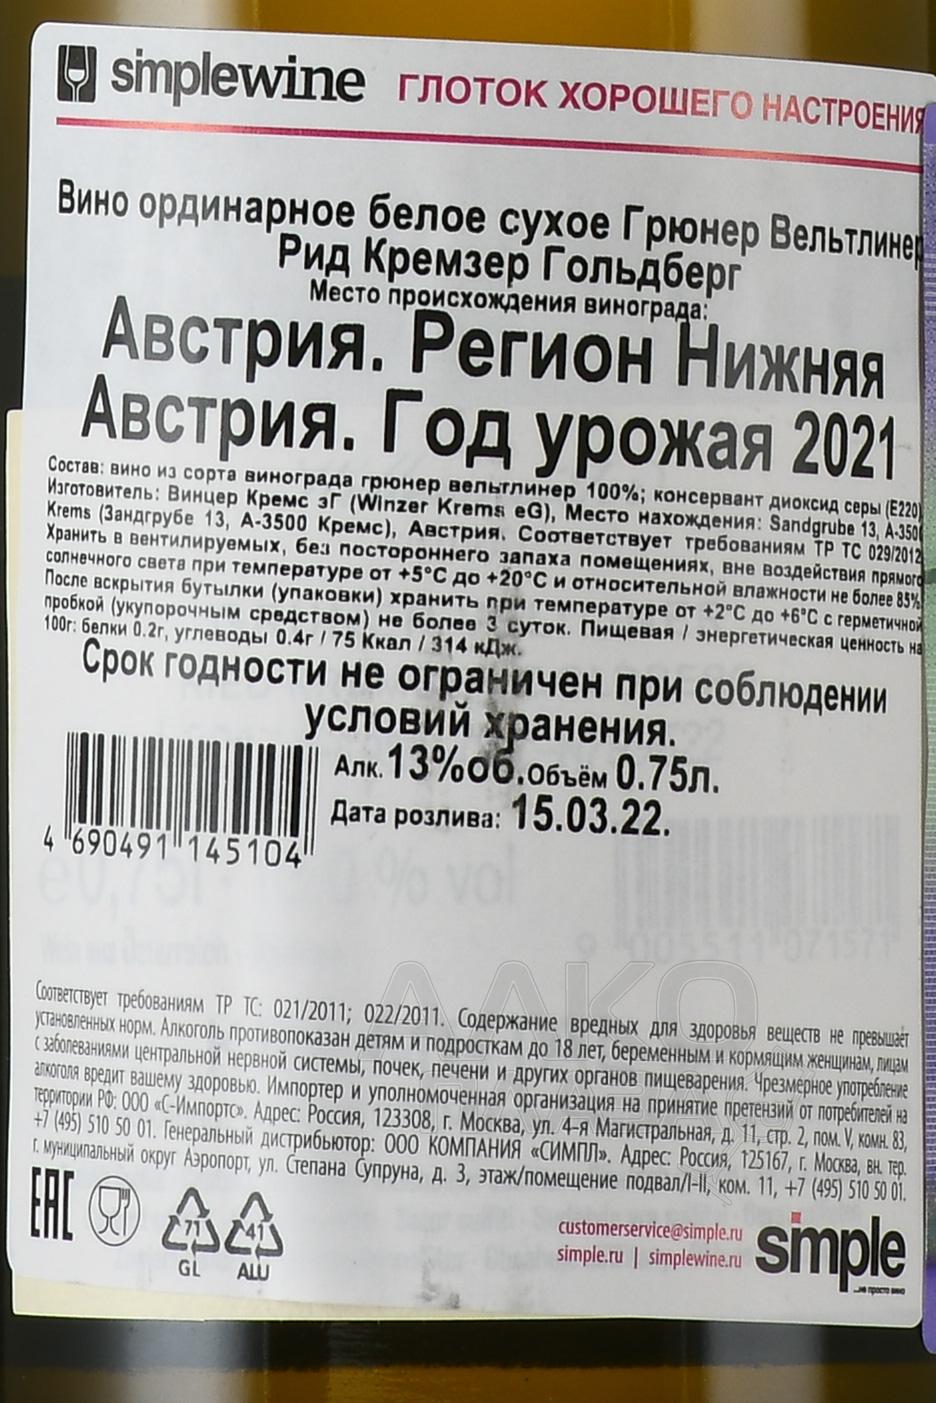 simplewine ГЛОТОК ХОРОШЕГО НАСТРОЕНИЯ
Вино ординарное белое сухое Грюнер Вельтлинер
Рид Кремзер Гольдберг
Место происхождения винограда:
Австрия. Регион Нижняя
Австрия. Год урожая 2021
Состав: вино из сорта винограда грюнер вельтлинер 100%; консервант диоксид серы (E220)
Изготовитель: Винцер Кремс эГ (Winzer Krems eG), Место нахождения: Sandgrube 13, A-3500
Krems (Зандгрубе 13, А-3500 Кремс), Австрия. Соответствует требованиям ТР ТС 029/2012
Хранить в вентилируемых, без постороннего запаха помещениях, вне воздействия прямого
солнечного света при температуре от +5°C до +20°C и относительной влажности не более 85%
После вскрытия бутылки (упаковки) хранить при температуре от +2°C до +6°C с герметичной
пробкой (укупорочным средством) не более 3 суток. Пищевая / энергетическая ценность на
100г: белки 0.2г, углеводы 0.4г / 75 Ккал / 314 кДж.
Срок годности не ограничен при соблюдении
условий хранения.
Алк. 13%об. Объём 0.75л.
Дата розлива: 15.03.22.
4 690491 145104
e0,75l · % vol
9 005511 071571
Соответствует требованиям ТР ТС: 021/2011; 022/2011. Содержание вредных для здоровья веществ не превышает
установленных норм. Алкоголь противопоказан детям и подросткам до 18 лет, беременным и кормящим женщинам, лицам
с заболеваниями центральной нервной системы, почек, печени и других органов пищеварения. Чрезмерное употребление
алкоголя вредит вашему здоровью. Импортер и уполномоченная организация на принятие претензий от потребителей на
территории РФ: ООО «С-Импортс». Адрес: Россия, 123308, г. Москва, ул. 4-я Магистральная, д. 11, стр. 2, пом. V, комн. 83,
+7 (495) 510 50 01. Генеральный дистрибьютор: ООО КОМПАНИЯ «СИМПЛ». Адрес: Россия, 125167, г. Москва, вн. тер.
г. муниципальный округ Аэропорт, ул. Степана Супруна, д. 3, этаж/помещение подвал/I-II, ком. 11, +7 (495) 510 50 01.
EAC
71
GL
41
ALU
customerservice@simple.ru
simple.ru | simplewine.ru
simple
...не просто вино